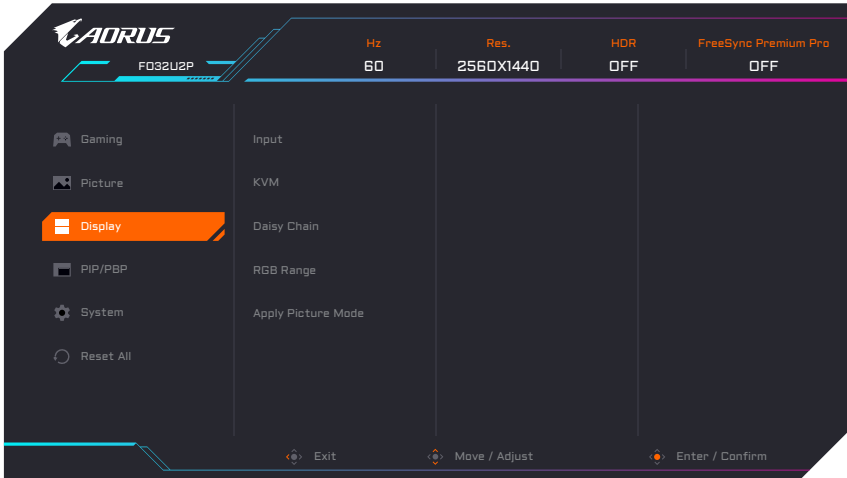 AORUS
FO32U2P
Hz Res. HDR FreeSync Premium Pro
60 2560X1440 OFF OFF
Gaming Input
Picture KVM
Display Daisy Chain
PIP/PBP RGB Range
System Apply Picture Mode
Reset All
Exit Move / Adjust Enter / Confirm